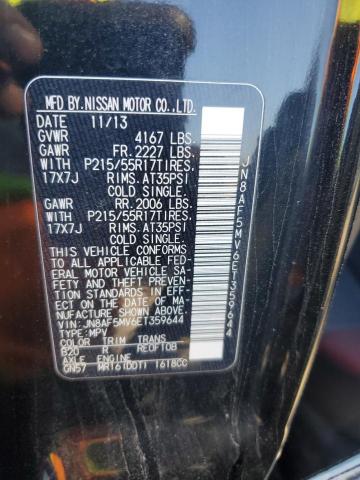 MFD BY. NISSAN MOTOR CO., LTD.
DATE 11/13
GVWR 4167 LBS.
GAWR FR. 2227 LBS.
WITH P215/55R17TIRES.
17X7J RIMS. AT35PSI
COLD SINGLE.
GAWR RR. 2006 LBS.
WITH P215/55R17TIRES.
17X7J RIMS. AT35PSI
COLD SINGLE.
THIS VEHICLE CONFORMS
TO ALL APPLICABLE FED-
ERAL MOTOR VEHICLE SA-
FETY AND THEFT PREVEN-
TION STANDARDS IN EFF-
ECT ON THE DATE OF MA-
NUFACTURE SHOWN ABOVE.
VIN: JN8AF5MV6ET359644
TYPE: MPV
COLOR TRIM TRANS
B20 R RE0F10B
AXLE ENGINE
GN57 MR16(DDT) 1618CC
JN8AF5MV6ET359644